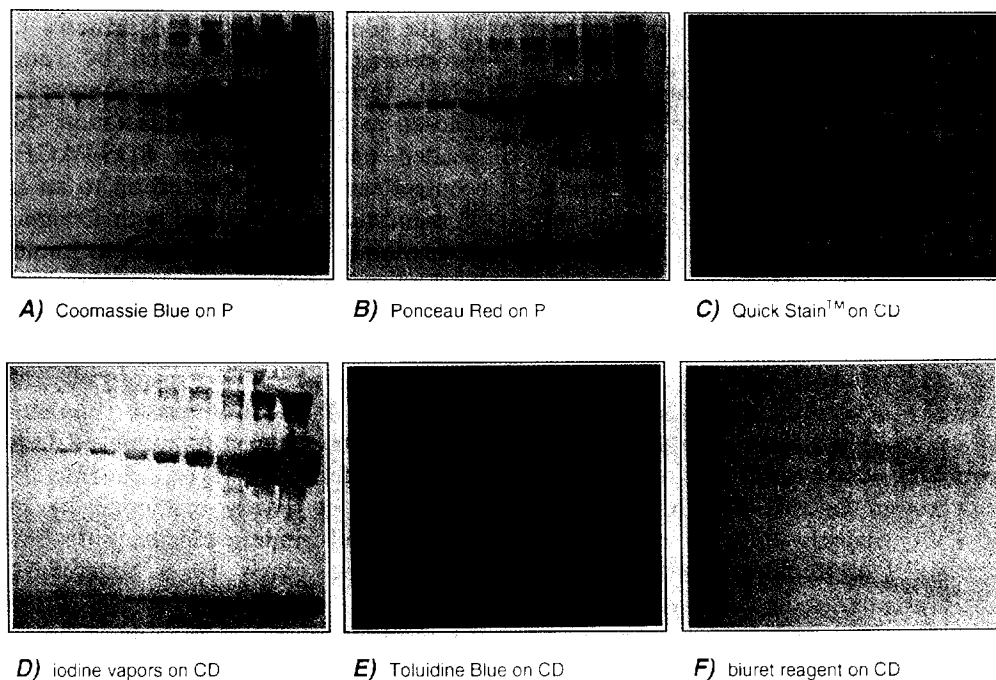 A) Coomassie Blue on P
B) Ponceau Red on P
C) Quick Stain™ on CD
D) iodine vapors on CD
E) Toluidine Blue on CD
F) biuret reagent on CD